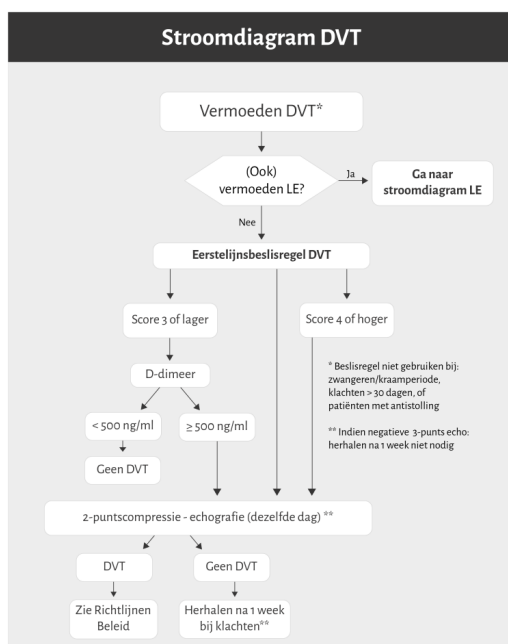 Stroomdiagram DVT
Vermoeden DVT*
(Ook)
vermoeden LE?
Ja
Ga naar
stroomdiagram LE
Nee
Eerstelijnsbeslisregel DVT
Score 3 of lager
Score 4 of hoger
D-dimeer
< 500 ng/ml
≥ 500 ng/ml
Geen DVT
* Beslisregel niet gebruiken bij:
zwangeren/kraamperiode,
klachten > 30 dagen, of
patiënten met antistolling
** Indien negatieve 3-punts echo:
herhalen na 1 week niet nodig
2-puntscompressie - echografie (dezelfde dag) **
DVT
Geen DVT
Zie Richtlijnen
Beleid
Herhalen na 1 week
bij klachten**